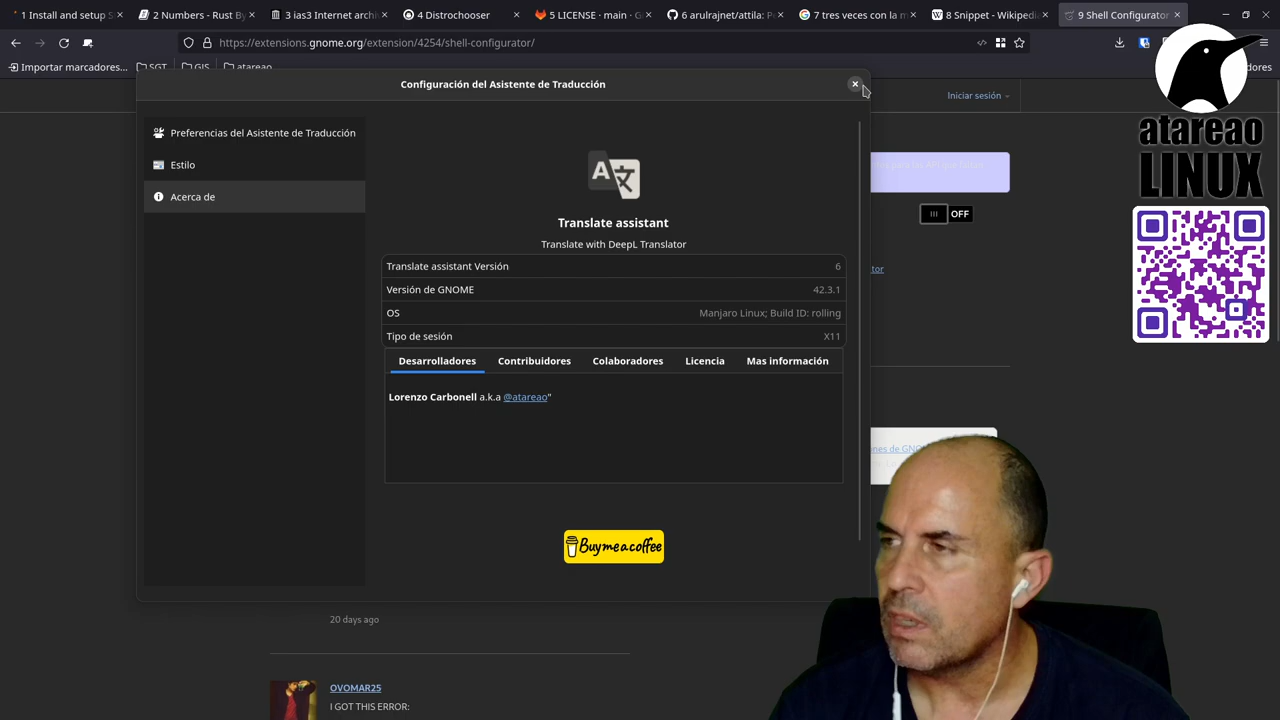 1 Install and setup S
2 Numbers - Rust By
3 ias3 Internet archi
4 Distrochooser
5 LICENSE · main · G
6 arulrajnet/attila: P
7 tres veces con la m
8 Snippet - Wikipedi
9 Shell Configurator
https://extensions.gnome.org/extension/4254/shell-configurator/
Importar marcadores...
SGT
GIS
atareao
dores
Configuración del Asistente de Traducción
Iniciar sesión
Preferencias del Asistente de Traducción
Estilo
Acerca de
Translate assistant
Translate with DeepL Translator
Translate assistant Versión 6
Versión de GNOME 42.3.1
OS Manjaro Linux; Build ID: rolling
Tipo de sesión X11
Desarrolladores Contribuidores Colaboradores Licencia Mas información
Lorenzo Carbonell a.k.a @atareao"
Buy me a coffee
OFF
tor
nes de GNO
20 days ago
OVOMAR25
I GOT THIS ERROR:
atareao
LINUX